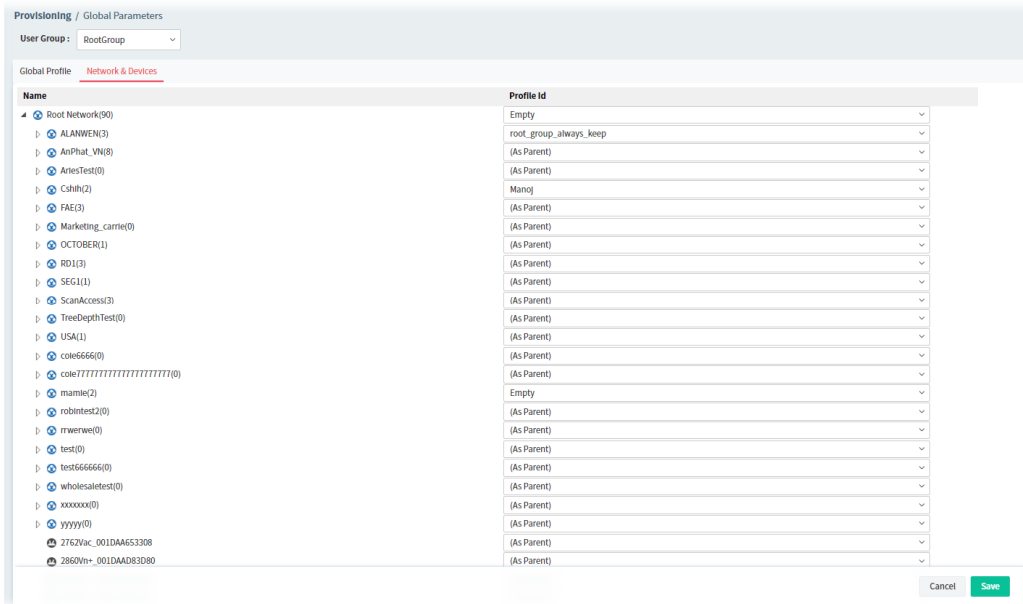 Provisioning / Global Parameters
User Group : RootGroup
Global Profile Network & Devices
Name Profile Id
Root Network(90) Empty
ALANWEN(3) root_group_always_keep
AnPhat_VN(8) (As Parent)
AriesTest(0) (As Parent)
Cshih(2) Manoj
FAE(3) (As Parent)
Marketing_carrie(0) (As Parent)
OCTOBER(1) (As Parent)
RD1(3) (As Parent)
SEG1(1) (As Parent)
ScanAccess(3) (As Parent)
TreeDepthTest(0) (As Parent)
USA(1) (As Parent)
cole6666(0) (As Parent)
(As Parent)
mamie(2) Empty
robintest2(0) (As Parent)
rrwerwe(0) (As Parent)
test(0) (As Parent)
test666666(0) (As Parent)
wholesaletest(0) (As Parent)
xxxxxxx(0) (As Parent)
yyyyy(0) (As Parent)
2762Vac_001DAA653308 (As Parent)
2860Vn+_001DAAD83D80 (As Parent)
Cancel Save